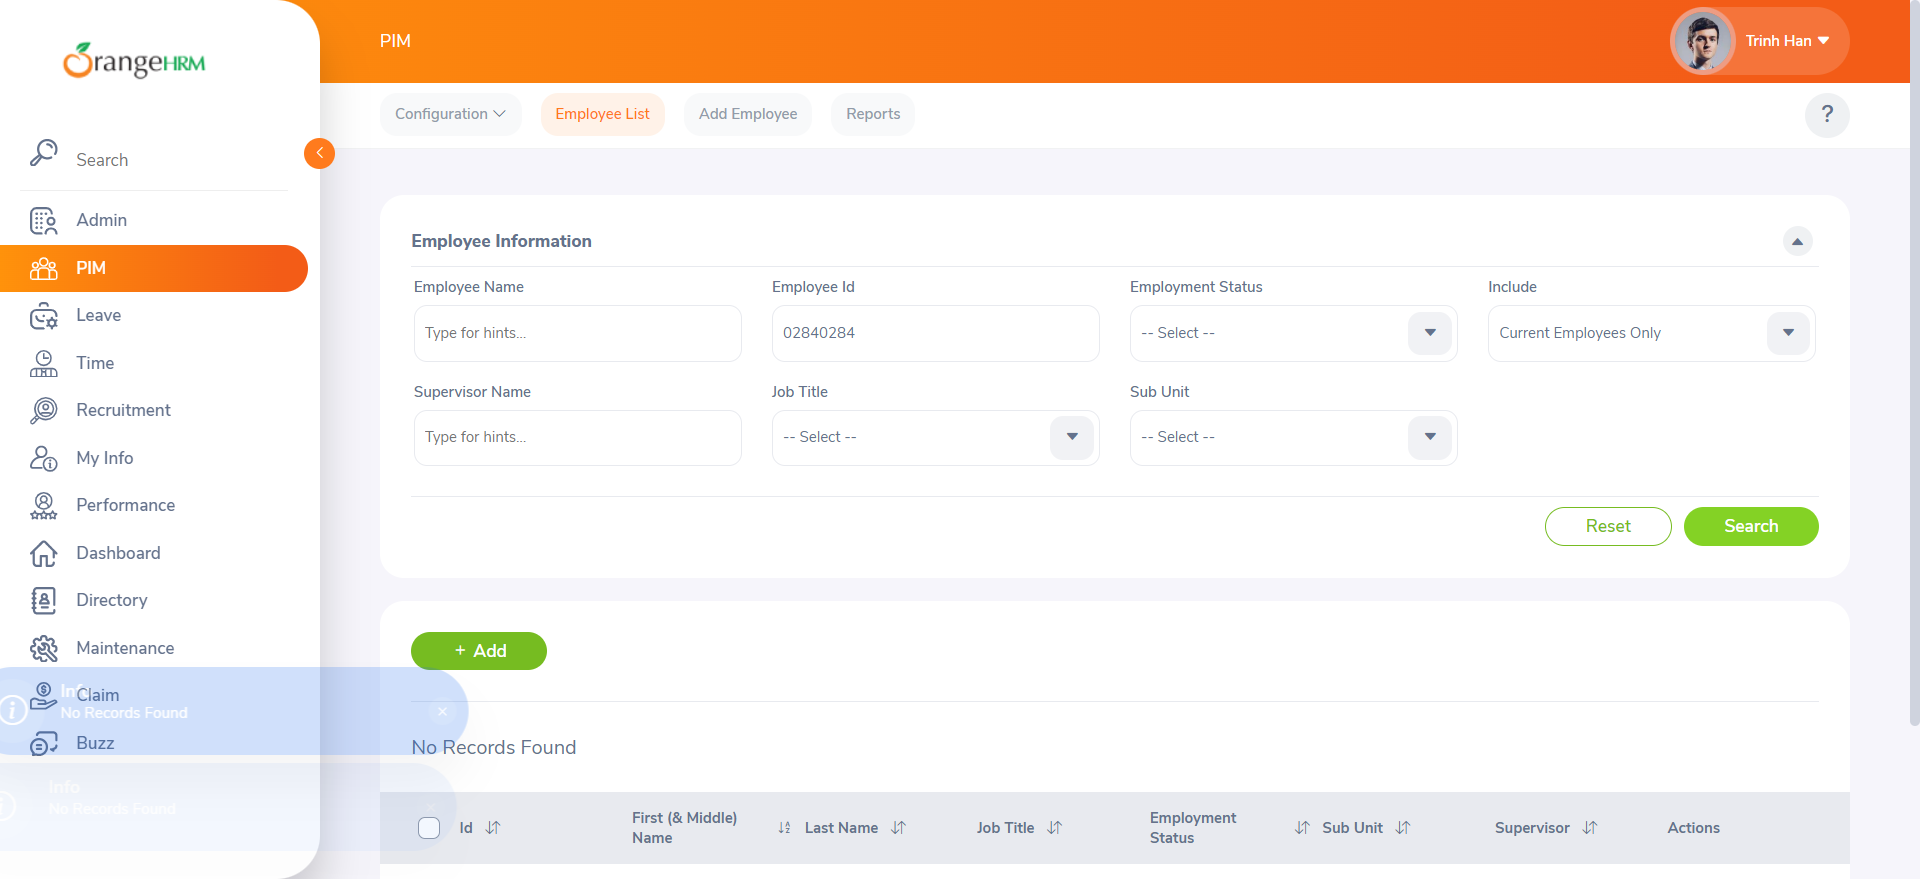 OrangeHRM
Search
Admin
PIM
Leave
Time
Recruitment
My Info
Performance
Dashboard
Directory
Maintenance
Claim
Buzz
Info
No Records Found
Info
No Records Found
PIM
Trinh Han
Configuration
Employee List
Add Employee
Reports
?
Employee Information
Employee Name
Employee Id
Employment Status
Include
Type for hints...
02840284
-- Select --
Current Employees Only
Supervisor Name
Job Title
Sub Unit
Type for hints...
-- Select --
-- Select --
Reset
Search
+ Add
No Records Found
Id
First (& Middle)
Name
Last Name
Job Title
Employment
Status
Sub Unit
Supervisor
Actions